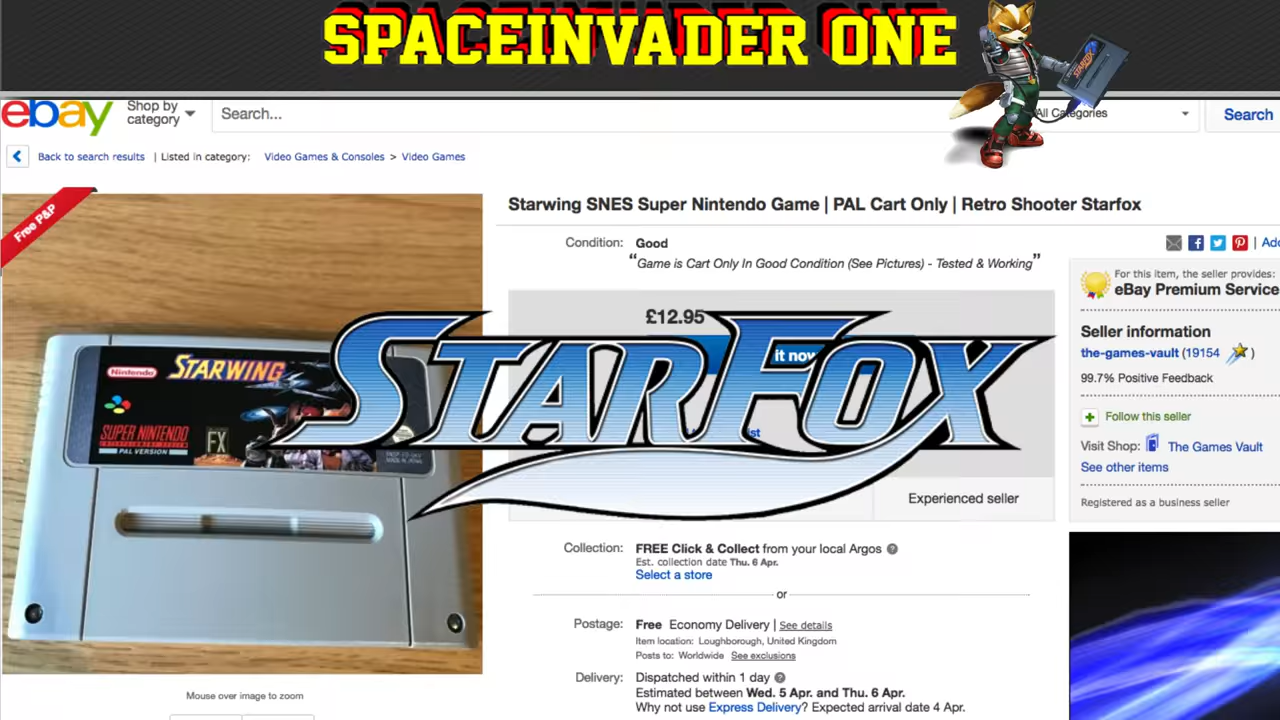 SPACEINVADER ONE
ebay
Shop by category
Search...
All Categories
Search
Back to search results | Listed in category: Video Games & Consoles > Video Games
Free P&P
Starwing SNES Super Nintendo Game | PAL Cart Only | Retro Shooter Starfox
Condition: Good
“Game is Cart Only In Good Condition (See Pictures) - Tested & Working”
Add
For this item, the seller provides:
eBay Premium Service
£12.95
it now
STARFOX
Seller information
the-games-vault (19154 )
99.7% Positive Feedback
Follow this seller
Visit Shop: The Games Vault
See other items
Registered as a business seller
Nintendo
STARWING
SUPER NINTENDO
ENTERTAINMENT SYSTEM
PAL VERSION
FX
Experienced seller
Collection: FREE Click & Collect from your local Argos
Est. collection date Thu. 6 Apr.
Select a store
or
Postage: Free Economy Delivery | See details
Item location: Loughborough, United Kingdom
Posts to: Worldwide See exclusions
Delivery: Dispatched within 1 day
Estimated between Wed. 5 Apr. and Thu. 6 Apr.
Why not use Express Delivery? Expected arrival date 4 Apr.
Mouse over image to zoom